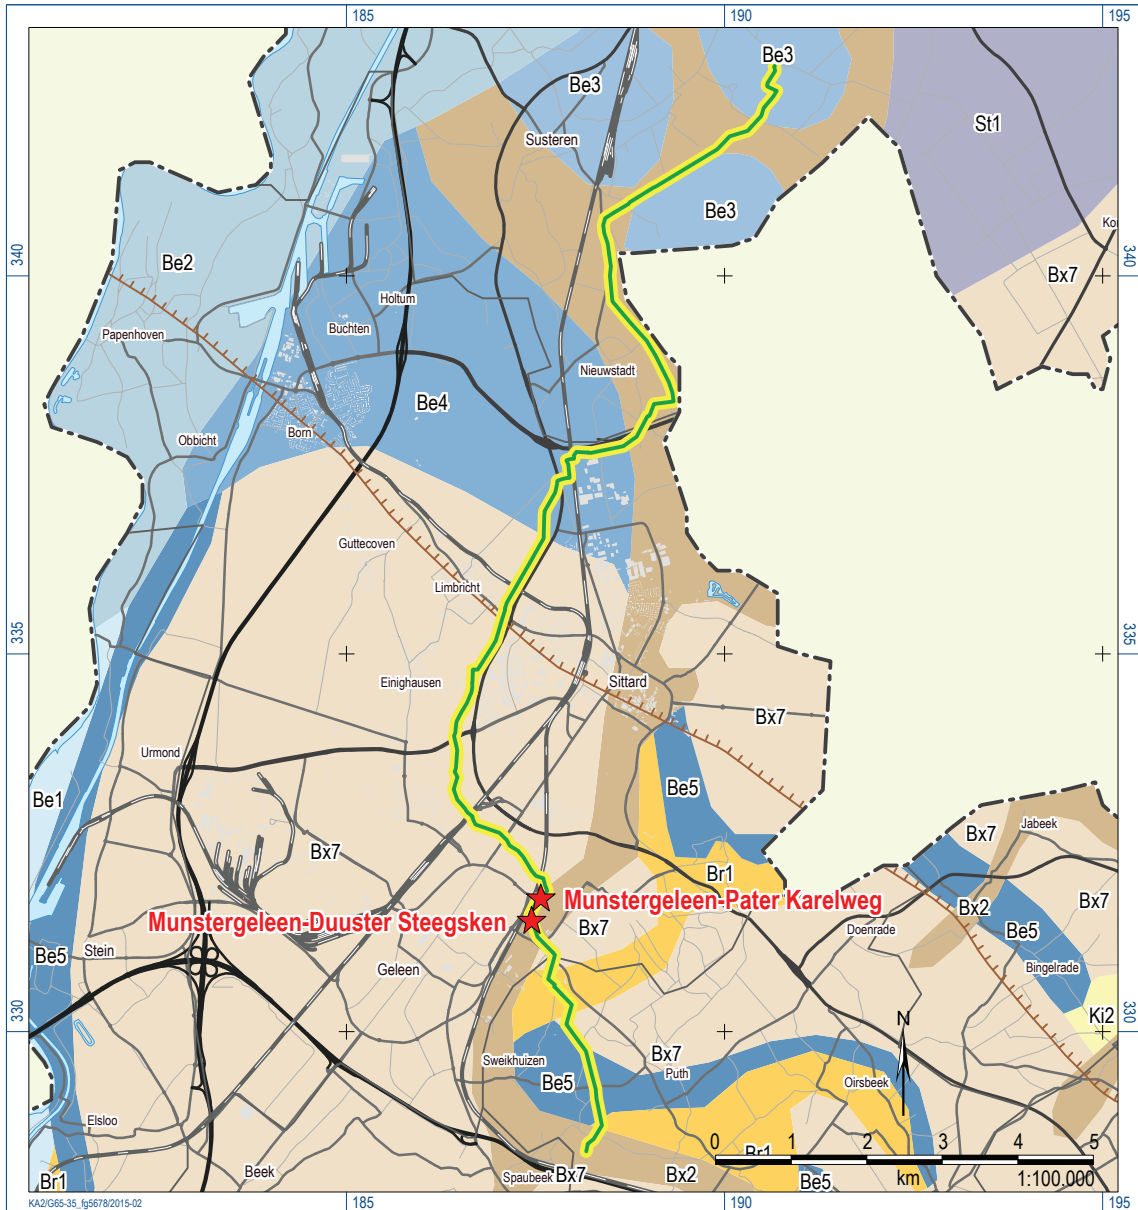 185
190
195
Be3
Be3
St1
Susteren
Be3
Kon
340
Be2
Bx7
340
Holtum
Buchten
Papenhoven
Nieuwstadt
Be4
Born
Obbicht
Guttecoven
Limbricht
335
335
Einighausen
Sittard
Bx7
Urmond
Be5
Be1
Jabeek
Bx7
Bx7
Br1
Munstergeleen-Pater Karelweg
Bx2
Bx7
Munstergeleen-Duuster Steegsken
Bx7
Doenrade
Be5
Be5
Stein
Geleen
Bingelrade
330
Ki2
330
N
Sweikhuizen
Bx7
Puth
Be5
Oirsbeek
Elsloo
0 1 2 3 4 5
Br1
Beek
Spaubeek
Bx7
Bx2
km
1:100.000
Br1
Be5
KA2/G65-35_fg5678/2015-02
185
190
195